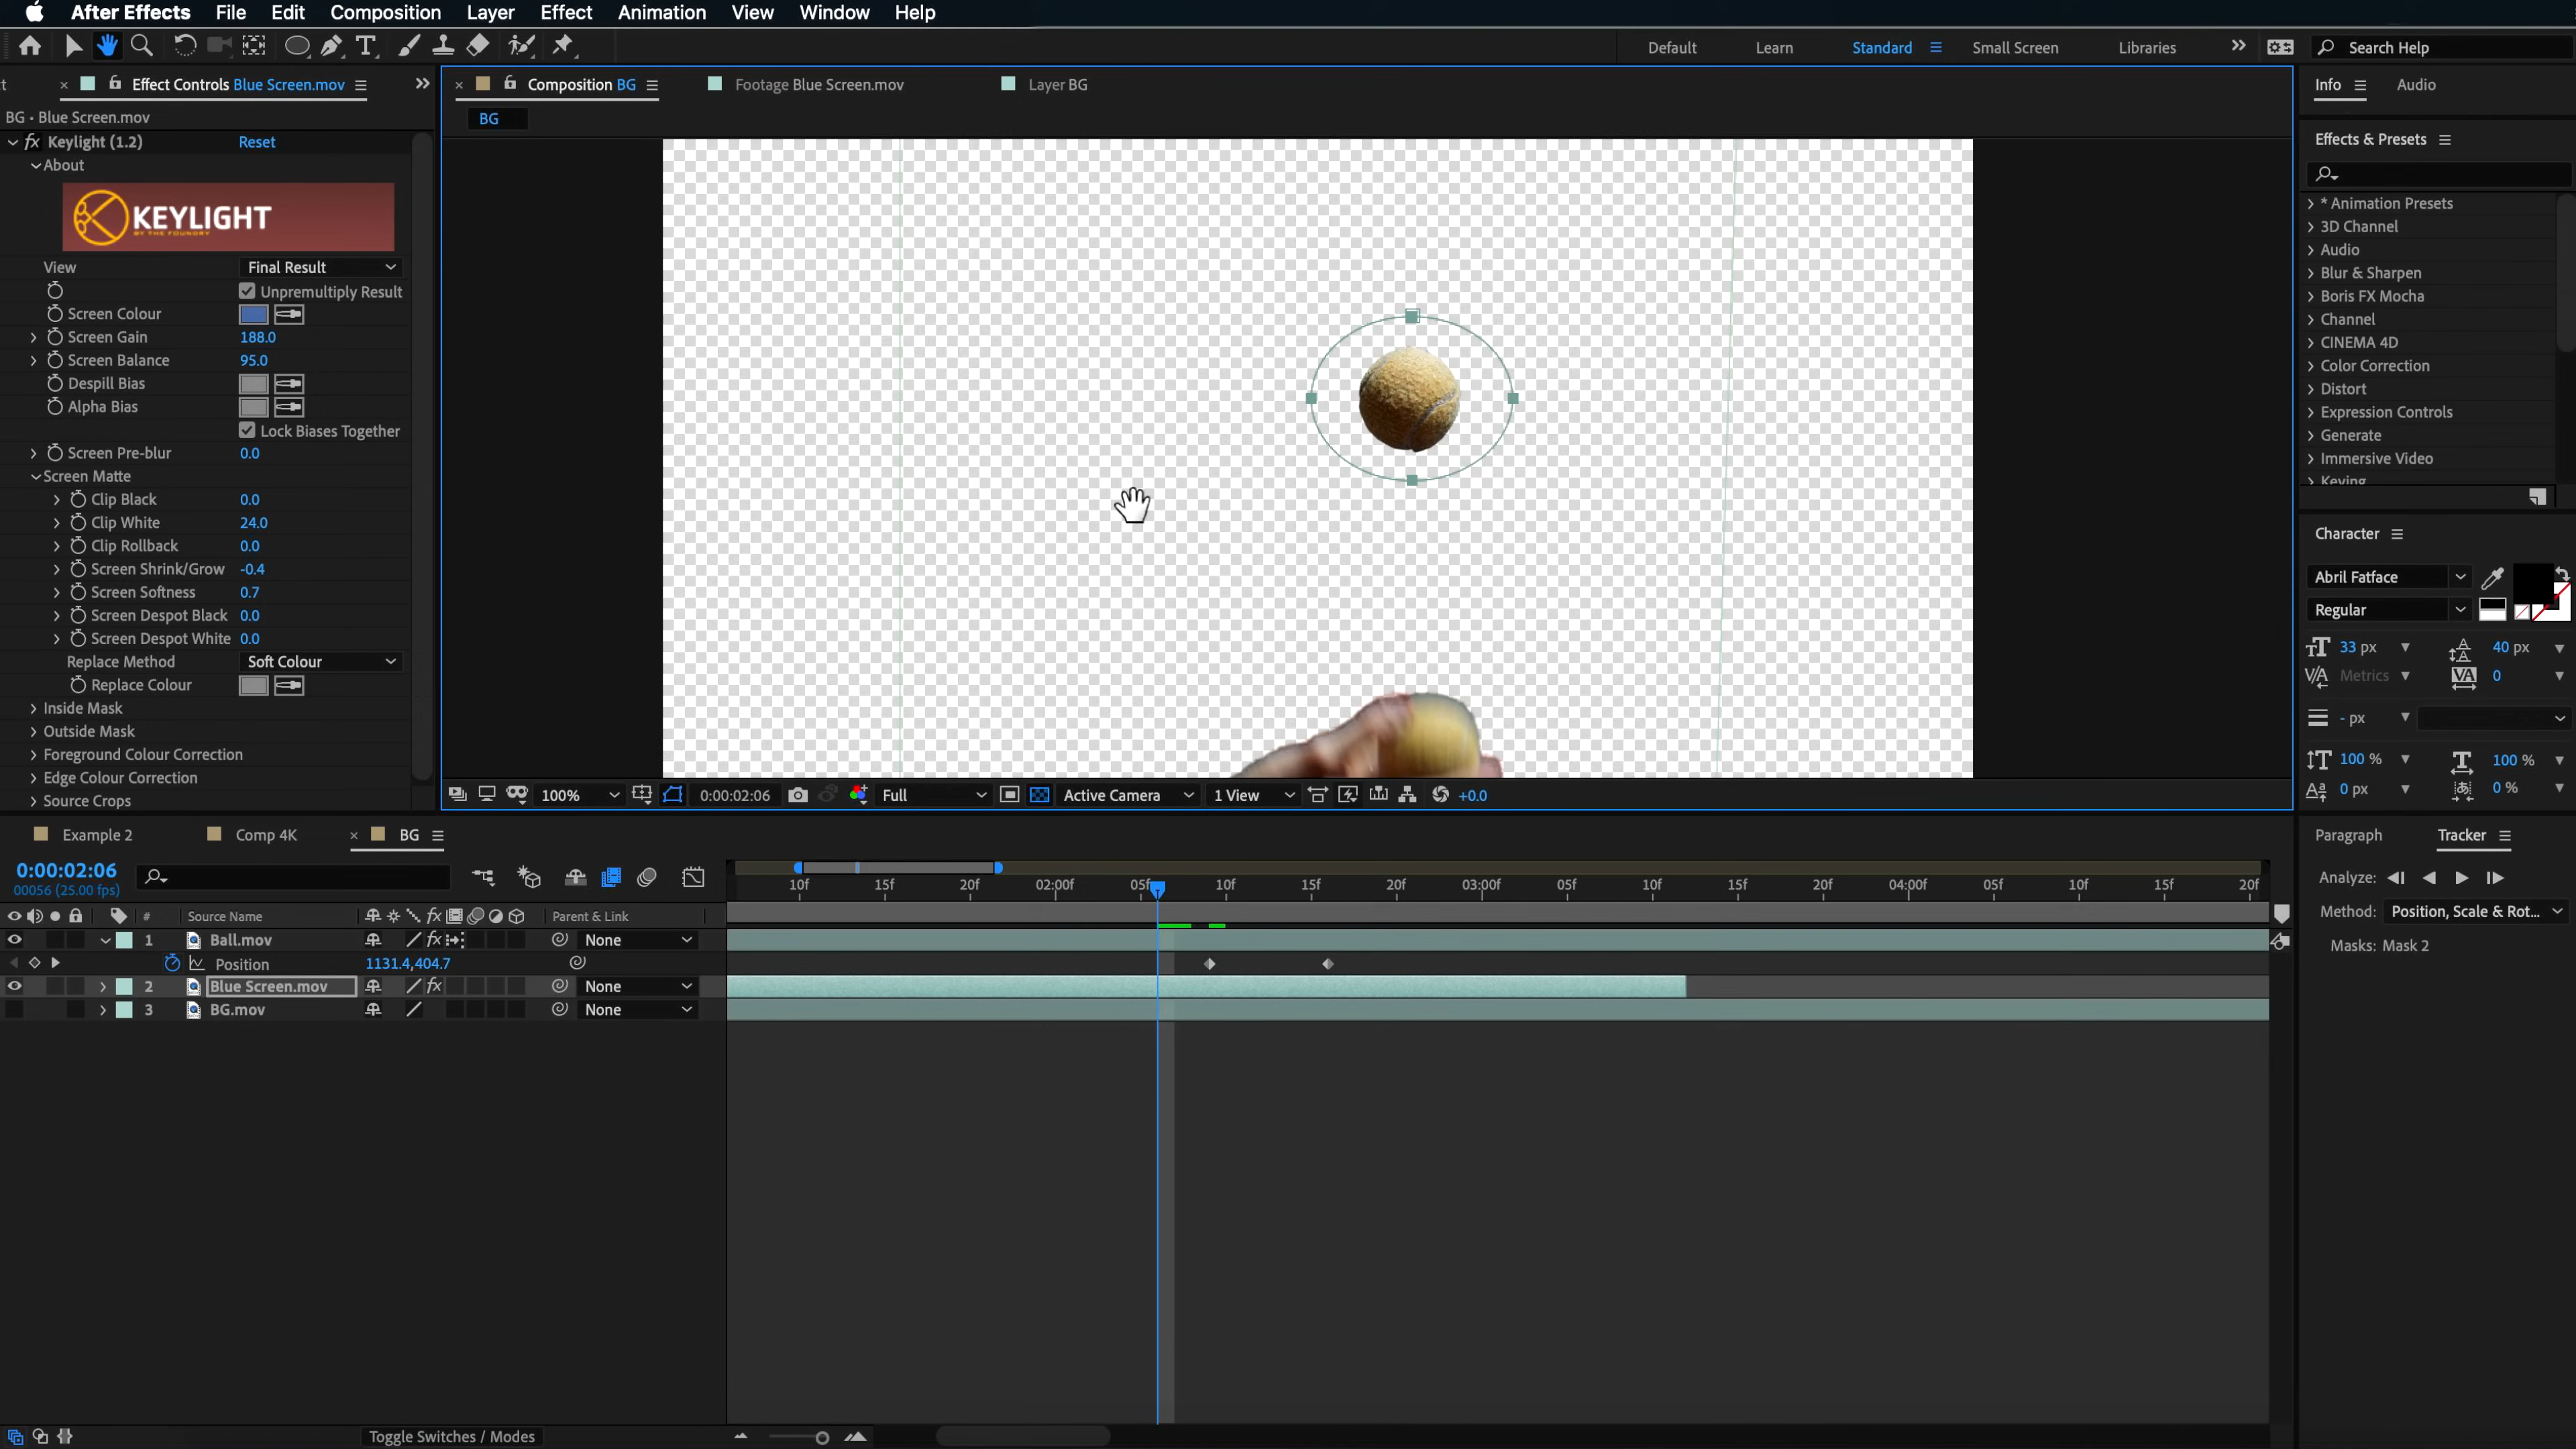 After Effects File Edit Composition Layer Effect Animation View Window Help
Default Learn Standard Small Screen Libraries Search Help
Effect Controls Blue Screen.mov
BG • Blue Screen.mov
Keylight (1.2) Reset
About
KEYLIGHT
BY THE FOUNDRY
View Final Result
Unpremultiply Result
Screen Colour
Screen Gain 188.0
Screen Balance 95.0
Despill Bias
Alpha Bias
Lock Biases Together
Screen Pre-blur 0.0
Screen Matte
Clip Black 0.0
Clip White 24.0
Clip Rollback 0.0
Screen Shrink/Grow -0.4
Screen Softness 0.7
Screen Despot Black 0.0
Screen Despot White 0.0
Replace Method Soft Colour
Replace Colour
Inside Mask
Outside Mask
Foreground Colour Correction
Edge Colour Correction
Source Crops
Composition BG Footage Blue Screen.mov Layer BG
BG
100% 0:00:02:06 Full Active Camera 1 View +0.0
Info Audio
Effects & Presets
* Animation Presets
3D Channel
Audio
Blur & Sharpen
Boris FX Mocha
Channel
CINEMA 4D
Color Correction
Distort
Expression Controls
Generate
Immersive Video
Keying
Character
Abril Fatface
Regular
33 px 40 px
Metrics 0
- px
100 % 100 %
0 px 0 %
Paragraph Tracker
Analyze:
Method: Position, Scale & Rot...
Masks: Mask 2
Example 2 Comp 4K BG
0:00:02:06
00056 (25.00 fps)
10f 15f 20f 02:00f 05f 10f 15f 20f 03:00f 05f 10f 15f 20f 04:00f 05f 10f 15f 20f
# Source Name Parent & Link
1 Ball.mov None
Position 1131.4,404.7
2 Blue Screen.mov None
3 BG.mov None
Toggle Switches / Modes